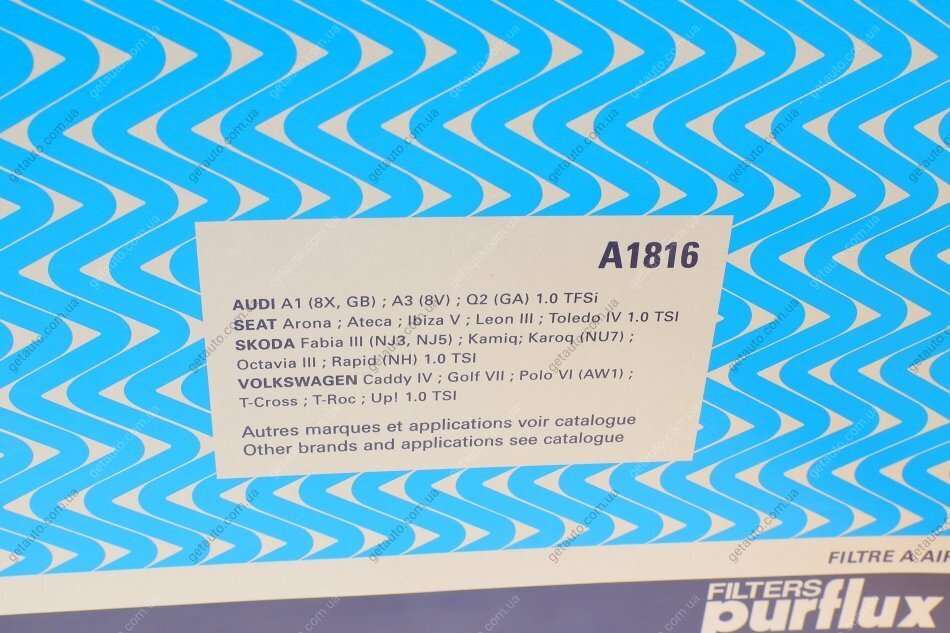 A1816
AUDI A1 (8X, GB) ; A3 (8V) ; Q2 (GA) 1.0 TFSi
SEAT Arona ; Ateca ; Ibiza V ; Leon III ; Toledo IV 1.0 TSI
SKODA Fabia III (NJ3, NJ5) ; Kamiq; Karoq (NU7) ;
Octavia III ; Rapid (NH) 1.0 TSI
VOLKSWAGEN Caddy IV ; Golf VII ; Polo VI (AW1) ;
T-Cross ; T-Roc ; Up! 1.0 TSI
Autres marques et applications voir catalogue
Other brands and applications see catalogue
FILTRE A AIR
FILTERS
purflux
getauto.com.ua